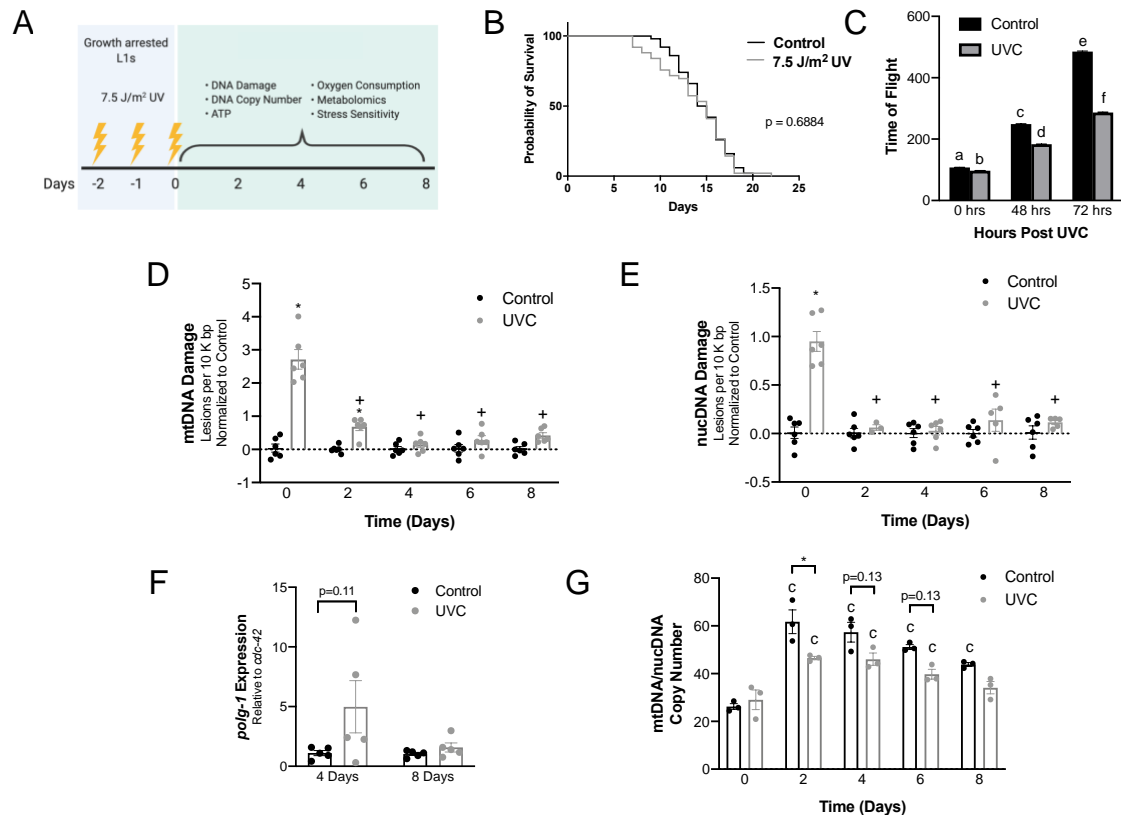 A
Growth arrested
L1s
7.5 J/m² UV
• DNA Damage
• DNA Copy Number
• ATP
• Oxygen Consumption
• Metabolomics
• Stress Sensitivity
Days -2 -1 0 2 4 6 8
B
Probability of Survival
100
50
0
0 5 10 15 20 25
Days
Control
7.5 J/m² UV
p = 0.6884
C
Time of Flight
600
400
200
0
Control
UVC
a b c d e f
0 hrs 48 hrs 72 hrs
Hours Post UVC
D
mtDNA Damage
Lesions per 10 K bp
Normalized to Control
5
4
3
2
1
0
-1
Control
UVC
*
+
*
+ + +
0 2 4 6 8
Time (Days)
E
nucDNA Damage
Lesions per 10 K bp
Normalized to Control
1.5
1.0
0.5
0.0
-0.5
Control
UVC
*
+ + + +
0 2 4 6 8
Time (Days)
F
polg-1 Expression
Relative to cdc-42
15
10
5
0
p=0.11
Control
UVC
4 Days 8 Days
G
mtDNA/nucDNA
Copy Number
80
60
40
20
0
* p=0.13 p=0.13
C C C C C C C
Control
UVC
0 2 4 6 8
Time (Days)